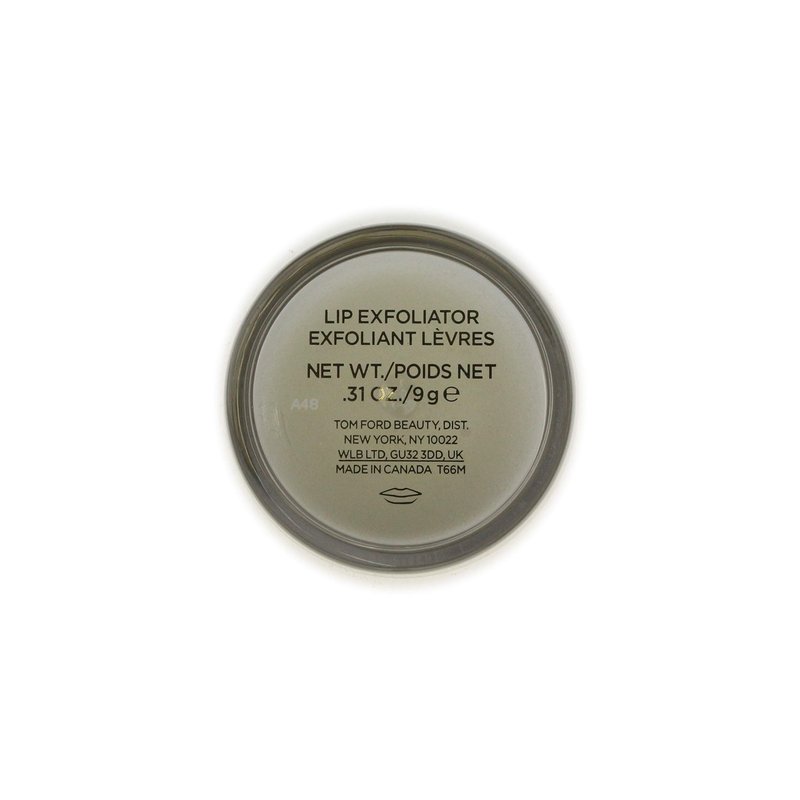 LIP EXFOLIATOR
EXFOLIANT LÈVRES
NET WT./POIDS NET
.31 OZ./9 g ℮
A48
TOM FORD BEAUTY, DIST.
NEW YORK, NY 10022
WLB LTD, GU32 3DD, UK
MADE IN CANADA T66M